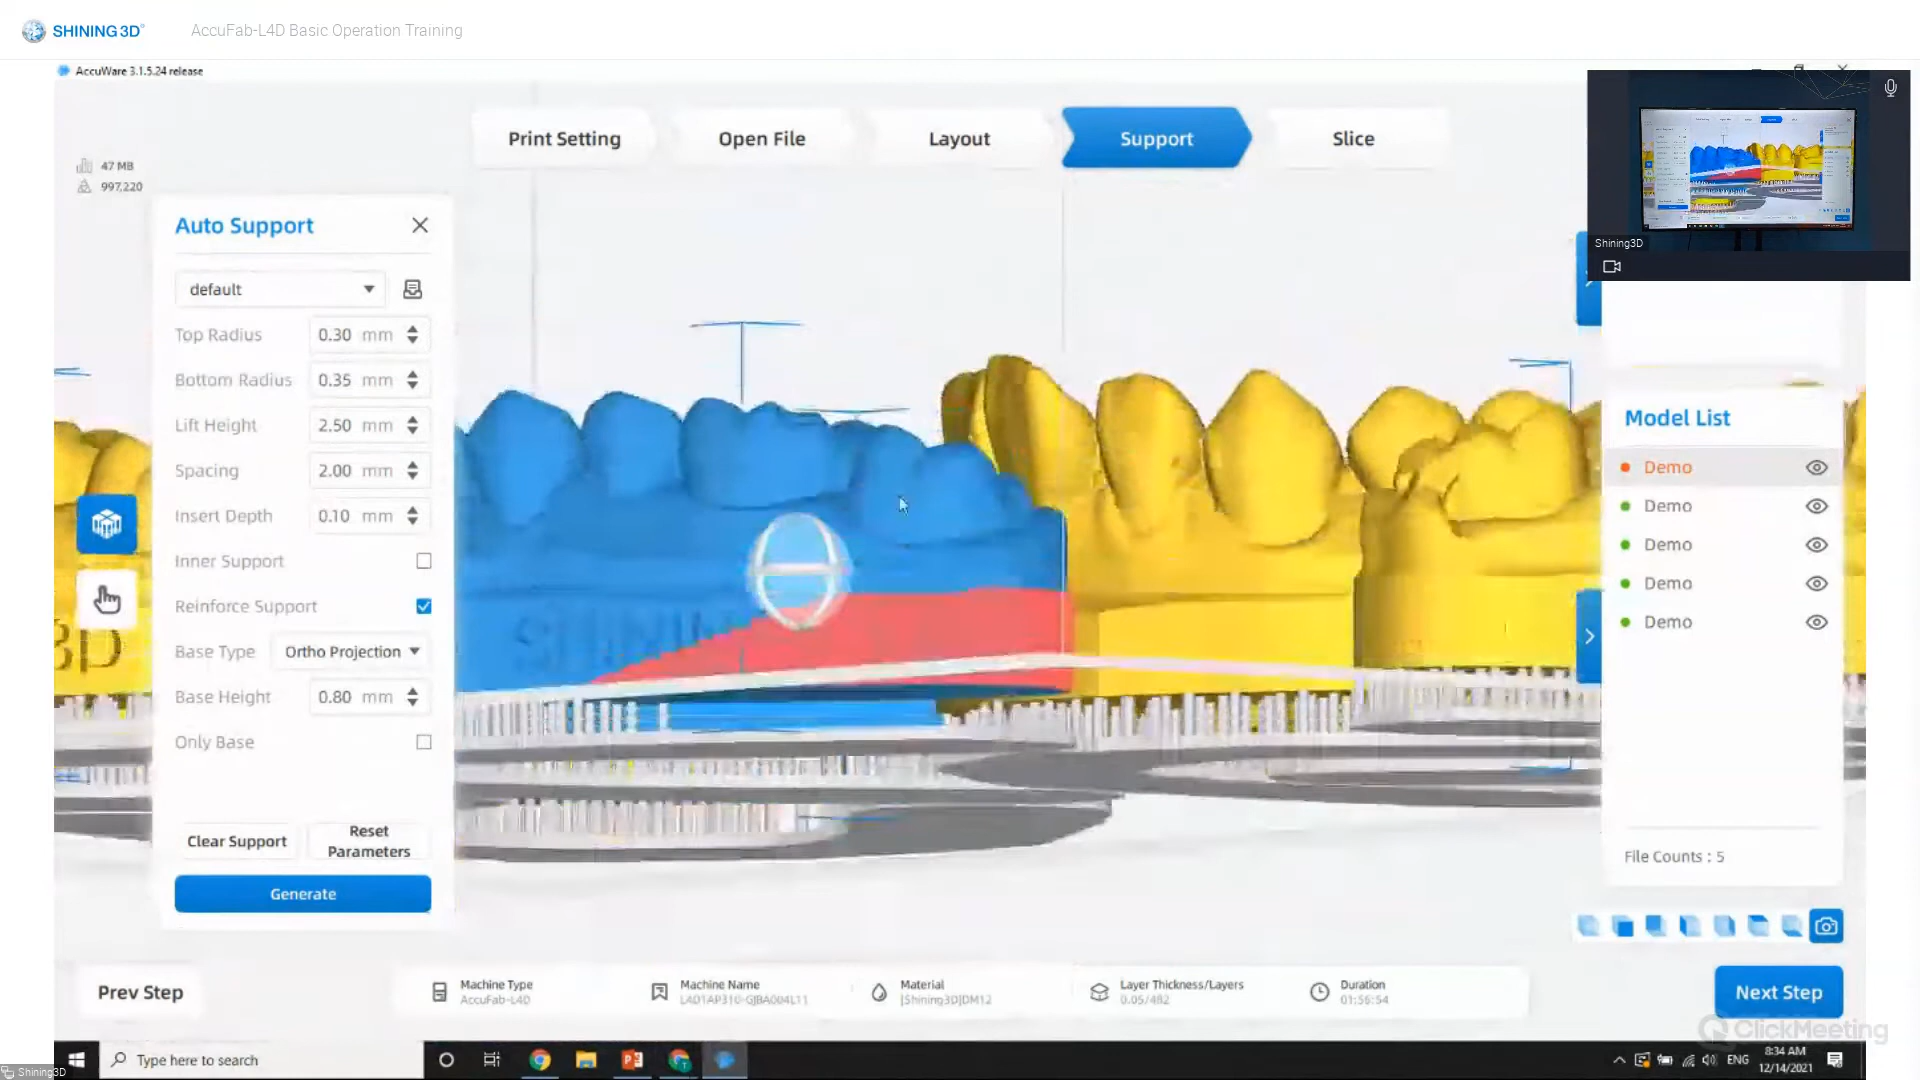 SHINING 3D
AccuFab-L4D Basic Operation Training
AccuWare 3.1.5.24 release
Print Setting
Open File
Layout
Support
Slice
47 MB
997,220
Shining3D
Auto Support
default
Top Radius 0.30 mm
Bottom Radius 0.35 mm
Lift Height 2.50 mm
Spacing 2.00 mm
Insert Depth 0.10 mm
Inner Support
Reinforce Support
Base Type Ortho Projection
Base Height 0.80 mm
Only Base
Clear Support
Reset
Parameters
Generate
3D
SHININ
Model List
Demo
Demo
Demo
Demo
Demo
File Counts : 5
Prev Step
Machine Type
AccuFab-L4D
Machine Name
Material
[Shining3D]DM12
Layer Thickness/Layers
0.05/482
Duration
01:56:54
Next Step
ClickMeeting
Type here to search
ENG
8:34 AM
12/14/2021
Shining3D